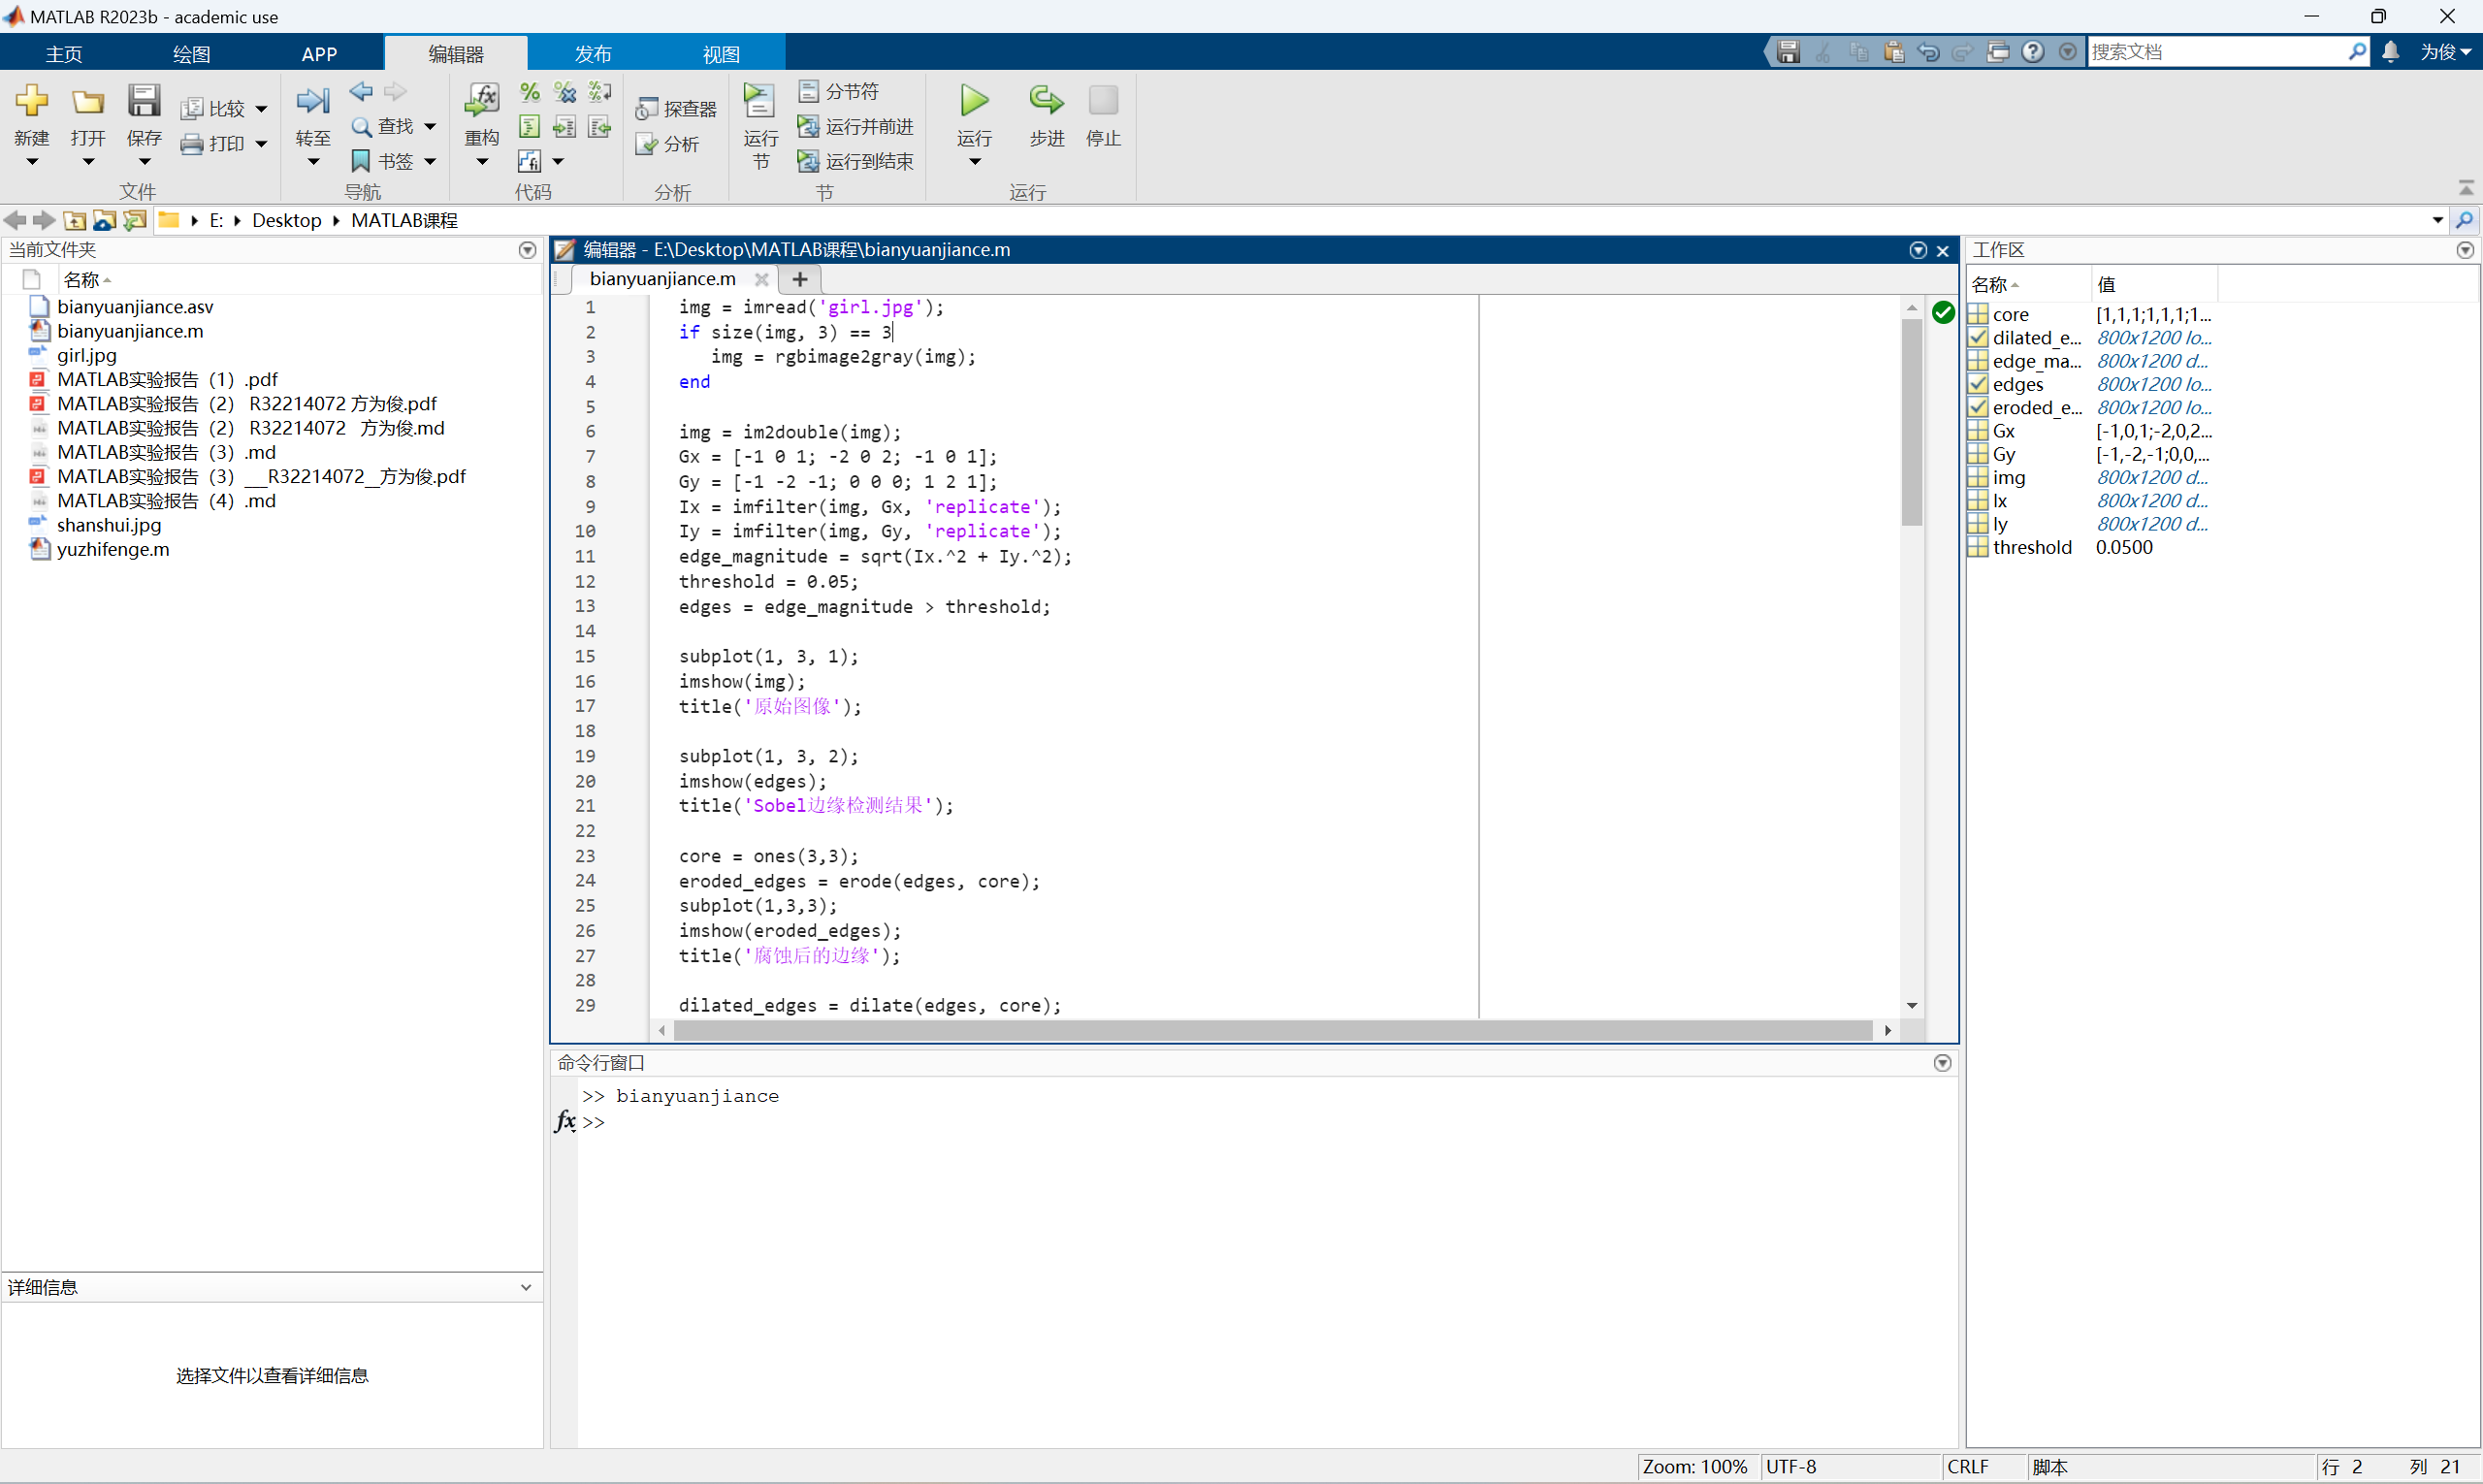 MATLAB R2023b - academic use
主页 绘图 APP 编辑器 发布 视图 搜索文档 为俊
新建 打开 保存 比较 打印 转至 查找 书签 重构 探查器 分析 运行节 分节符 运行并前进 运行到结束 运行 步进 停止
文件 导航 代码 分析 节 运行
E: Desktop MATLAB课程
当前文件夹
名称
bianyuanjiance.asv
bianyuanjiance.m
girl.jpg
MATLAB实验报告（1）.pdf
MATLAB实验报告（2） R32214072 方为俊.pdf
MATLAB实验报告（2） R32214072 方为俊.md
MATLAB实验报告（3）.md
MATLAB实验报告（3）__R32214072_方为俊.pdf
MATLAB实验报告（4）.md
shanshui.jpg
yuzhifenge.m
详细信息
选择文件以查看详细信息
编辑器 - E:\Desktop\MATLAB课程\bianyuanjiance.m
bianyuanjiance.m
1 img = imread('girl.jpg');
2 if size(img, 3) == 3
3 img = rgbimage2gray(img);
4 end
5
6 img = im2double(img);
7 Gx = [-1 0 1; -2 0 2; -1 0 1];
8 Gy = [-1 -2 -1; 0 0 0; 1 2 1];
9 Ix = imfilter(img, Gx, 'replicate');
10 Iy = imfilter(img, Gy, 'replicate');
11 edge_magnitude = sqrt(Ix.^2 + Iy.^2);
12 threshold = 0.05;
13 edges = edge_magnitude > threshold;
14
15 subplot(1, 3, 1);
16 imshow(img);
17 title('原始图像');
18
19 subplot(1, 3, 2);
20 imshow(edges);
21 title('Sobel边缘检测结果');
22
23 core = ones(3,3);
24 eroded_edges = erode(edges, core);
25 subplot(1,3,3);
26 imshow(eroded_edges);
27 title('腐蚀后的边缘');
28
29 dilated_edges = dilate(edges, core);
命令行窗口
>> bianyuanjiance
fx >>
工作区
名称 值
core [1,1,1;1,1,1;1...
dilated_e... 800x1200 lo...
edge_ma... 800x1200 d...
edges 800x1200 lo...
eroded_e... 800x1200 lo...
Gx [-1,0,1;-2,0,2...
Gy [-1,-2,-1;0,0,...
img 800x1200 d...
Ix 800x1200 d...
Iy 800x1200 d...
threshold 0.0500
Zoom: 100% UTF-8 CRLF 脚本 行 2 列 21